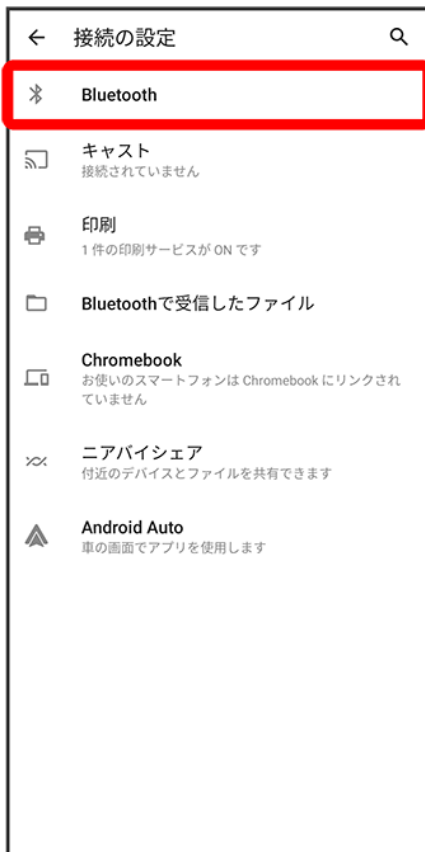 接続の設定
Bluetooth
キャスト
接続されていません
印刷
1 件の印刷サービスが ON です
Bluetoothで受信したファイル
Chromebook
お使いのスマートフォンは Chromebook にリンクされ
ていません
ニアバイシェア
付近のデバイスとファイルを共有できます
Android Auto
車の画面でアプリを使用します